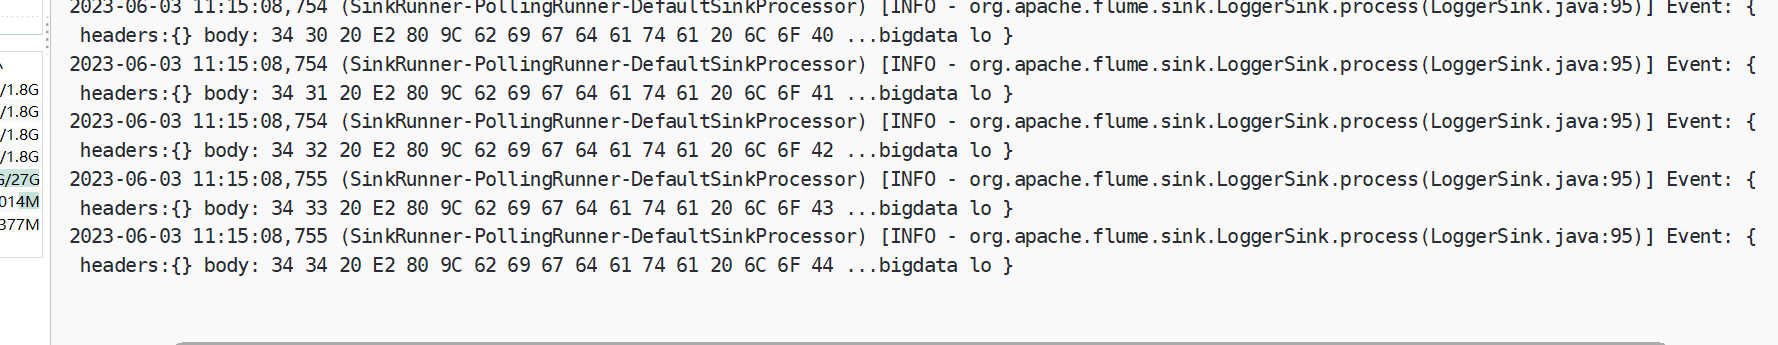 2023-06-03 11:15:08,754 (SinkRunner-PollingRunner-DefaultSinkProcessor) [INFO - org.apache.flume.sink.LoggerSink.process(LoggerSink.java:95)] Event: {
headers:{} body: 34 30 20 E2 80 9C 62 69 67 64 61 74 61 20 6C 6F 40 ...bigdata lo }
2023-06-03 11:15:08,754 (SinkRunner-PollingRunner-DefaultSinkProcessor) [INFO - org.apache.flume.sink.LoggerSink.process(LoggerSink.java:95)] Event: {
headers:{} body: 34 31 20 E2 80 9C 62 69 67 64 61 74 61 20 6C 6F 41 ...bigdata lo }
2023-06-03 11:15:08,754 (SinkRunner-PollingRunner-DefaultSinkProcessor) [INFO - org.apache.flume.sink.LoggerSink.process(LoggerSink.java:95)] Event: {
headers:{} body: 34 32 20 E2 80 9C 62 69 67 64 61 74 61 20 6C 6F 42 ...bigdata lo }
2023-06-03 11:15:08,755 (SinkRunner-PollingRunner-DefaultSinkProcessor) [INFO - org.apache.flume.sink.LoggerSink.process(LoggerSink.java:95)] Event: {
headers:{} body: 34 33 20 E2 80 9C 62 69 67 64 61 74 61 20 6C 6F 43 ...bigdata lo }
2023-06-03 11:15:08,755 (SinkRunner-PollingRunner-DefaultSinkProcessor) [INFO - org.apache.flume.sink.LoggerSink.process(LoggerSink.java:95)] Event: {
headers:{} body: 34 34 20 E2 80 9C 62 69 67 64 61 74 61 20 6C 6F 44 ...bigdata lo }
/1.8G
/1.8G
/1.8G
/1.8G
G/27G
014M
377M